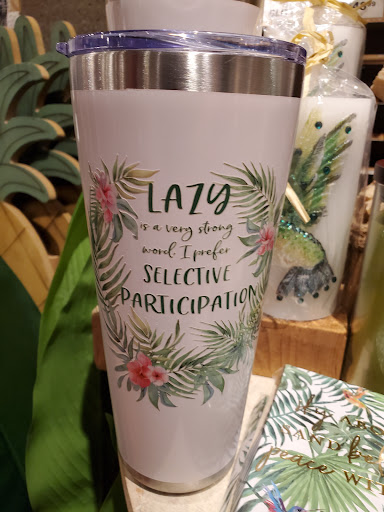 LAZY
is a very strong
word. I prefer
SELECTIVE
PARTICIPATION